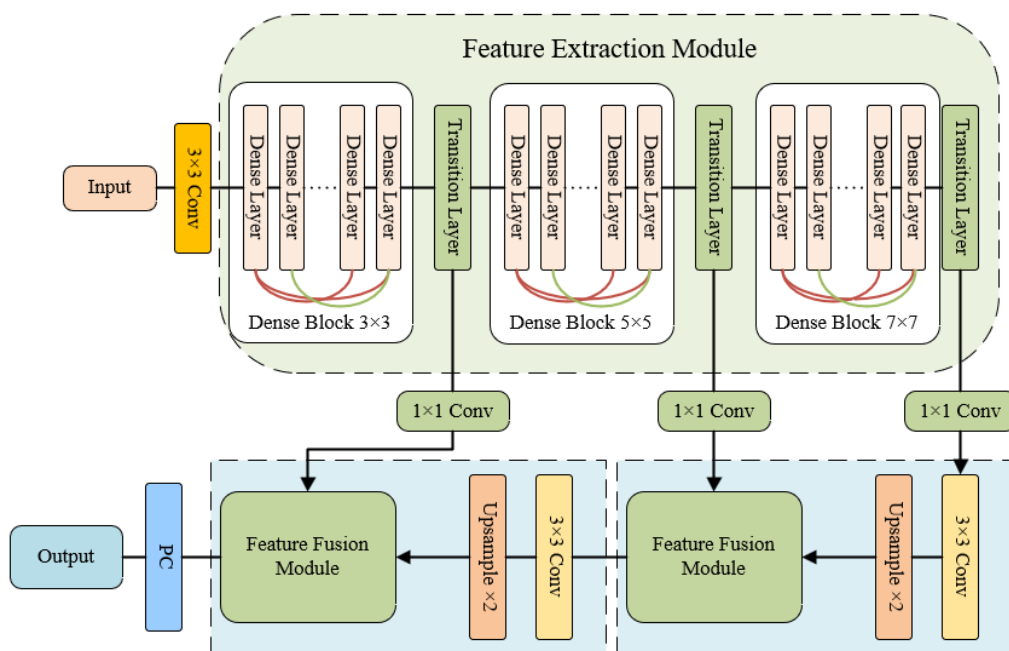 Feature Extraction Module
Input
3×3 Conv
Dense Layer
Dense Layer
......
Dense Layer
Dense Layer
Dense Block 3×3
Transition Layer
Dense Layer
Dense Layer
......
Dense Layer
Dense Layer
Dense Block 5×5
Transition Layer
Dense Layer
Dense Layer
......
Dense Layer
Dense Layer
Dense Block 7×7
Transition Layer
1×1 Conv
1×1 Conv
1×1 Conv
Output
PC
Feature Fusion
Module
Upsample ×2
3×3 Conv
Feature Fusion
Module
Upsample ×2
3×3 Conv